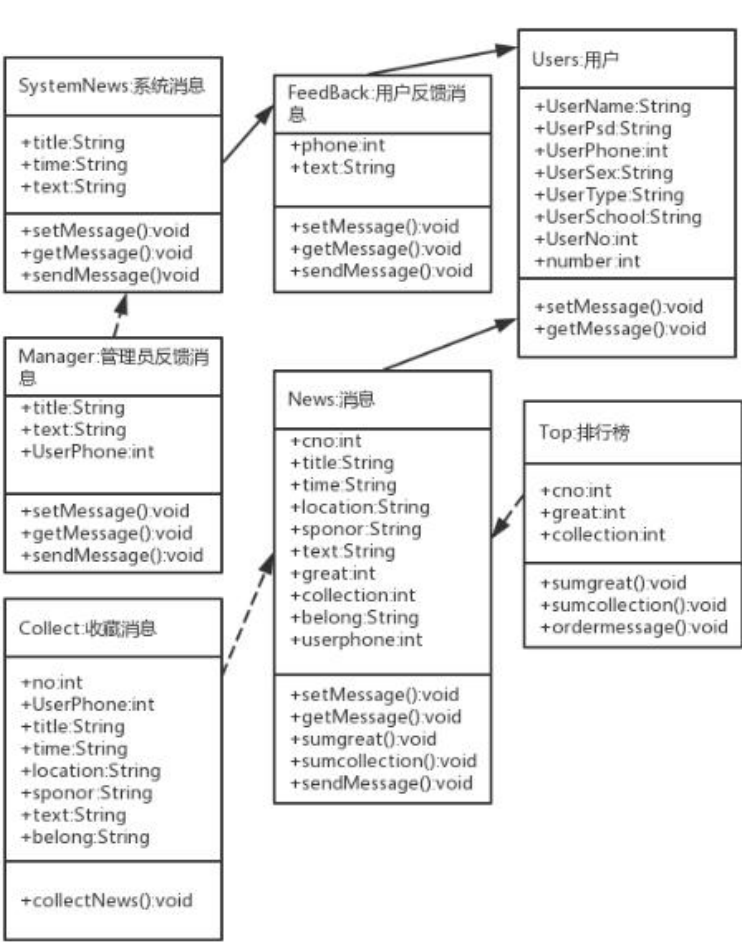 SystemNews:系统消息
+title:String
+time:String
+text:String
+setMessage():void
+getMessage():void
+sendMessage()void
FeedBack:用户反馈消
息
+phone:int
+text:String
+setMessage():void
+getMessage():void
+sendMessage():void
Users:用户
+UserName:String
+UserPsd:String
+UserPhone:int
+UserSex:String
+UserType:String
+UserSchool:String
+UserNo:int
+number:int
+setMessage():void
+getMessage():void
Manager:管理员反馈消
息
+title:String
+text:String
+UserPhone:int
+setMessage():void
+getMessage():void
+sendMessage():void
News:消息
+cno:int
+title:String
+time:String
+location:String
+sponor:String
+text:String
+great:int
+collection:int
+belong:String
+userphone:int
+setMessage():void
+getMessage():void
+sumgreat():void
+sumcollection():void
+sendMessage():void
Top:排行榜
+cno:int
+great:int
+collection:int
+sumgreat():void
+sumcollection():void
+ordermessage():void
Collect:收藏消息
+no:int
+UserPhone:int
+title:String
+time:String
+location:String
+sponor:String
+text:String
+belong:String
+collectNews():void